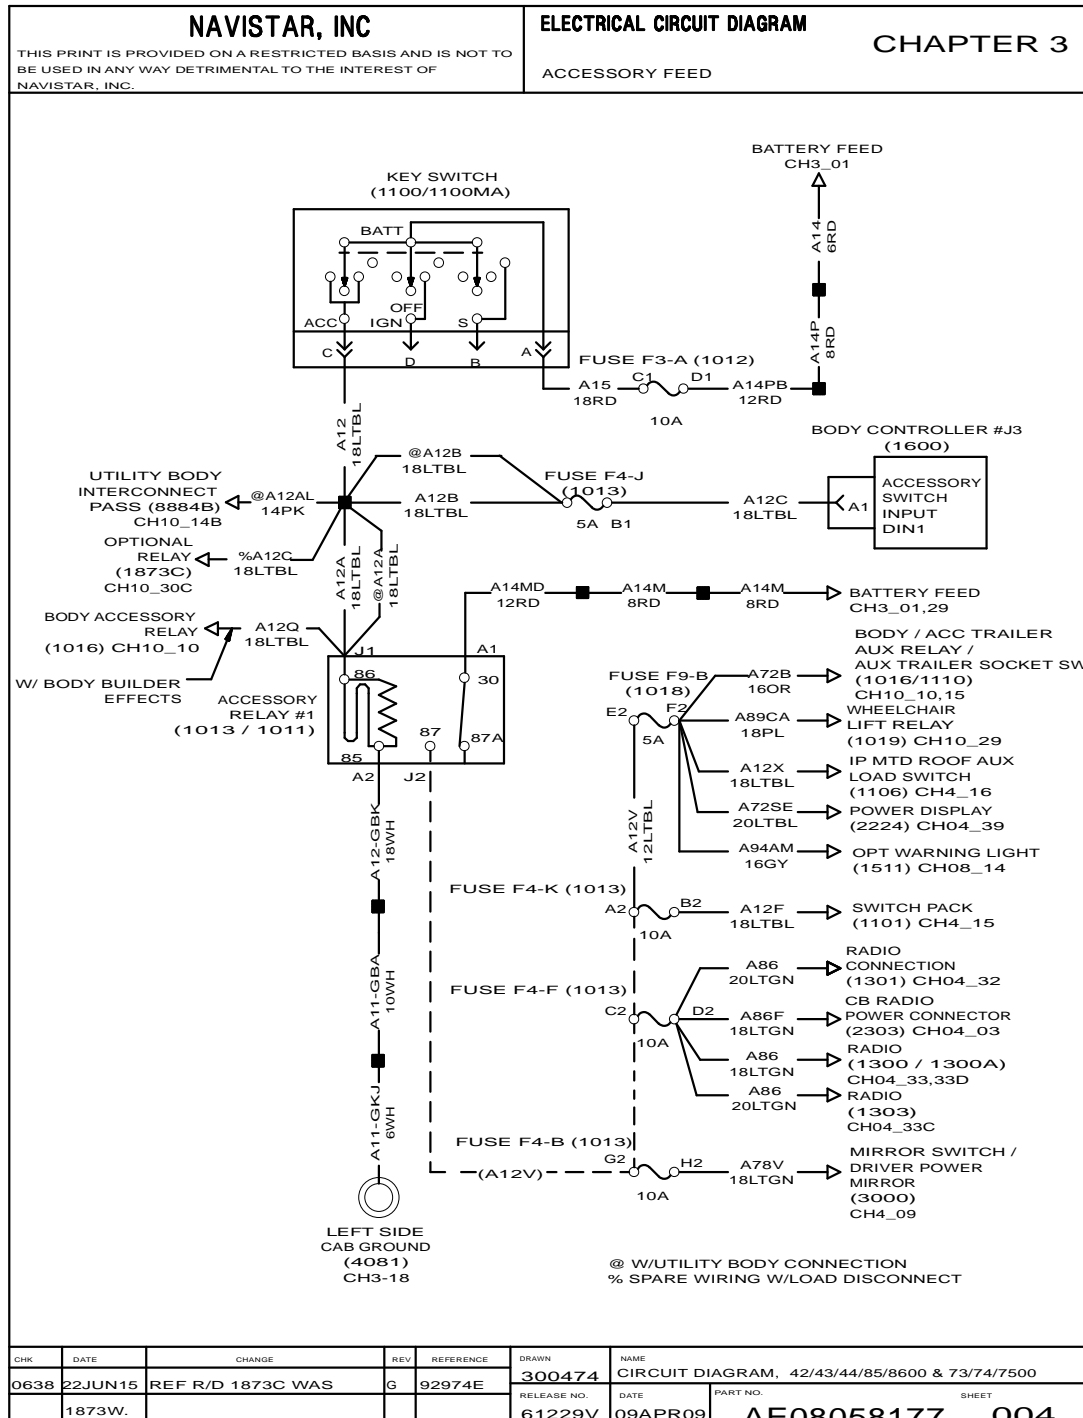 NAVISTAR, INC
THIS PRINT IS PROVIDED ON A RESTRICTED BASIS AND IS NOT TO
BE USED IN ANY WAY DETRIMENTAL TO THE INTEREST OF
NAVISTAR, INC.
ELECTRICAL CIRCUIT DIAGRAM
ACCESSORY FEED
CHAPTER 3
BATTERY FEED
CH3_01
A14
6RD
A14P
8RD
KEY SWITCH
(1100/1100MA)
BATT
OFF
ACC
IGN
S
C
D
B
A
FUSE F3-A (1012)
A15
18RD
C1
D1
10A
A14PB
12RD
A12
18LTBL
BODY CONTROLLER #J3
(1600)
ACCESSORY
SWITCH
INPUT
DIN1
A1
@A12B
18LTBL
FUSE F4-J
(1013)
5A
B1
A12C
18LTBL
UTILITY BODY
INTERCONNECT
PASS (8884B)
CH10_14B
@A12AL
14PK
A12B
18LTBL
OPTIONAL
RELAY
(1873C)
CH10_30C
%A12C
18LTBL
A12A
18LTBL
@A12A
18LTBL
BODY ACCESSORY
RELAY
(1016) CH10_10
A12Q
18LTBL
W/ BODY BUILDER
EFFECTS
A14MD
12RD
A14M
8RD
A14M
8RD
BATTERY FEED
CH3_01,29
ACCESSORY
RELAY #1
(1013 / 1011)
J1
A1
86
30
87
87A
85
A2
J2
BODY / ACC TRAILER
AUX RELAY /
AUX TRAILER SOCKET SW
(1016/1110)
CH10_10,15
FUSE F9-B
(1018)
A72B
16OR
E2
F2
5A
A89CA
18PL
WHEELCHAIR
LIFT RELAY
(1019) CH10_29
A12X
18LTBL
IP MTD ROOF AUX
LOAD SWITCH
(1106) CH4_16
A72SE
20LTBL
POWER DISPLAY
(2224) CH04_39
A94AM
16GY
OPT WARNING LIGHT
(1511) CH08_14
A12V
12LTBL
A12-GBK
18WH
FUSE F4-K (1013)
A2
B2
10A
A12F
18LTBL
SWITCH PACK
(1101) CH4_15
A11-GBA
10WH
FUSE F4-F (1013)
C2
D2
10A
A86
20LTGN
RADIO
CONNECTION
(1301) CH04_32
A86F
18LTGN
CB RADIO
POWER CONNECTOR
(2303) CH04_03
A86
18LTGN
RADIO
(1300 / 1300A)
CH04_33,33D
A86
20LTGN
RADIO
(1303)
CH04_33C
A11-GKJ
6WH
FUSE F4-B (1013)
G2
H2
(A12V)
10A
A78V
18LTGN
MIRROR SWITCH /
DRIVER POWER
MIRROR
(3000)
CH4_09
LEFT SIDE
CAB GROUND
(4081)
CH3-18
@ W/UTILITY BODY CONNECTION
% SPARE WIRING W/LOAD DISCONNECT
CHK DATE CHANGE REV REFERENCE
0638 22JUN15 REF R/D 1873C WAS G 92974E
1873W.
DRAWN
300474
NAME
CIRCUIT DIAGRAM, 42/43/44/85/8600 & 73/74/7500
RELEASE NO.
61229V
DATE
09APR09
PART NO.
AE08058177
SHEET
004